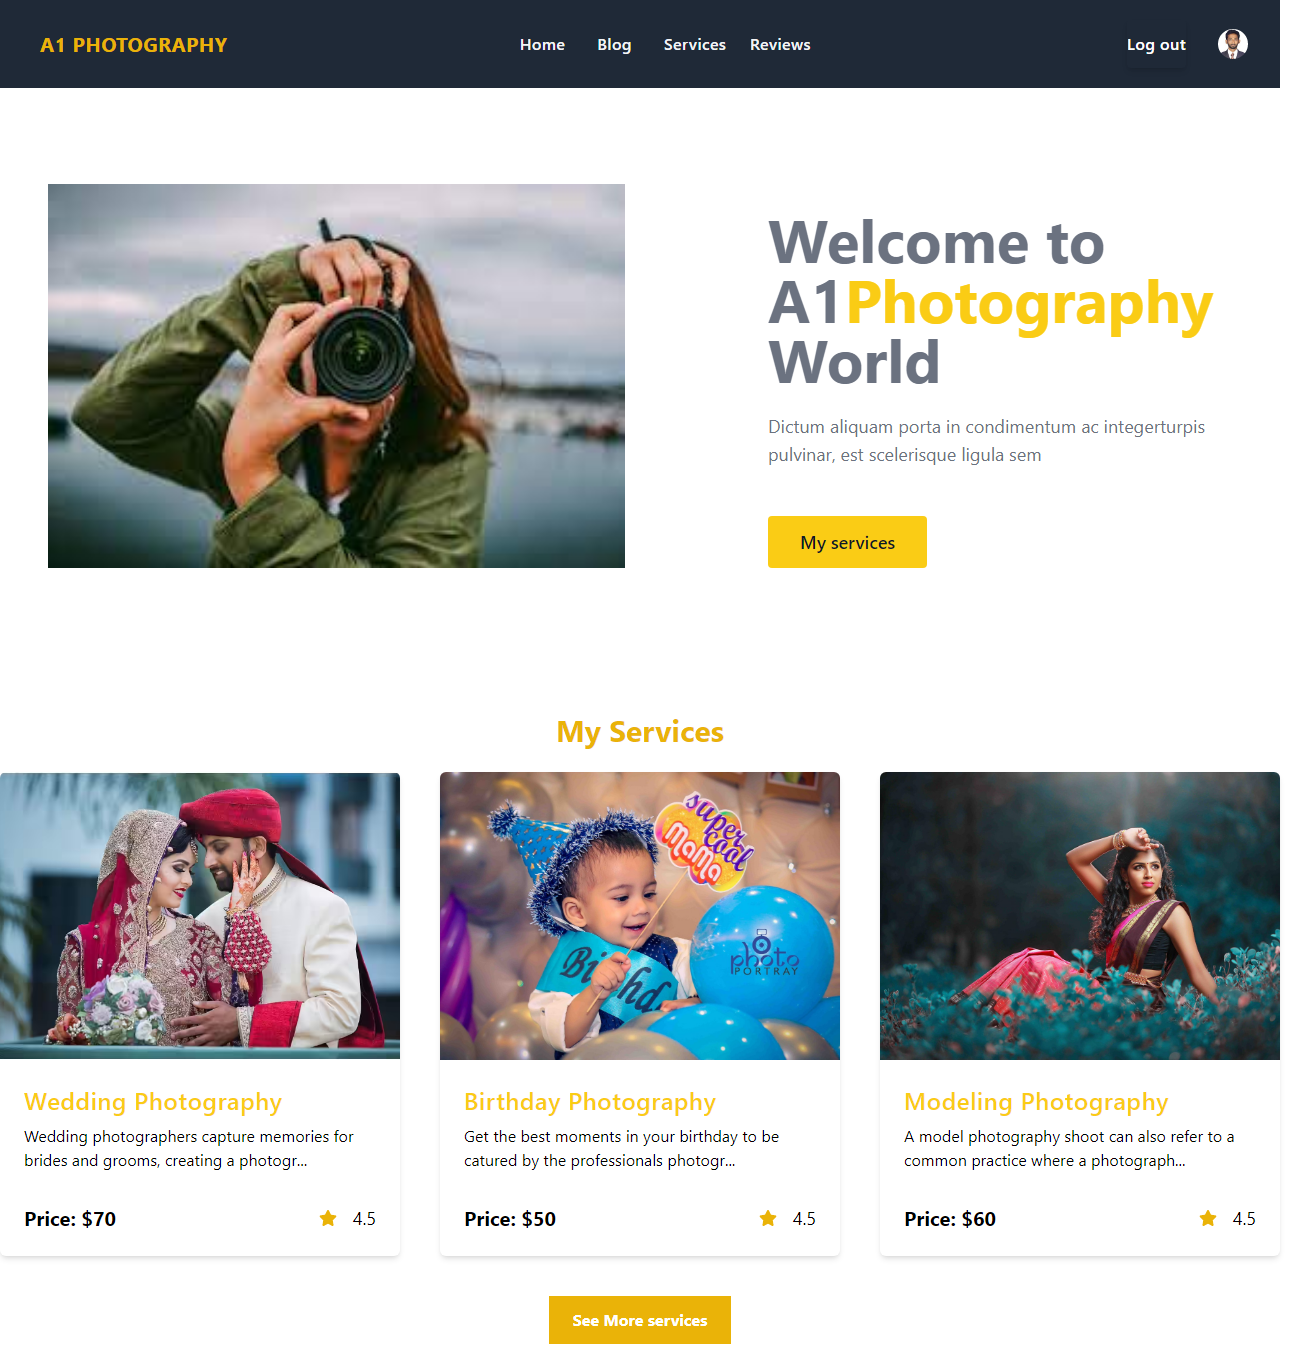 A1 PHOTOGRAPHY
Home Blog Services Reviews
Log out
Welcome to
A1Photography
World
Dictum aliquam porta in condimentum ac integerturpis
pulvinar, est scelerisque ligula sem
My services
My Services
super
cool
MaMa
Bi hd
photo
PORTRAY
Wedding Photography
Wedding photographers capture memories for
brides and grooms, creating a photogr...
Price: $70
4.5
Birthday Photography
Get the best moments in your birthday to be
catured by the professionals photogr...
Price: $50
4.5
Modeling Photography
A model photography shoot can also refer to a
common practice where a photograph...
Price: $60
4.5
See More services